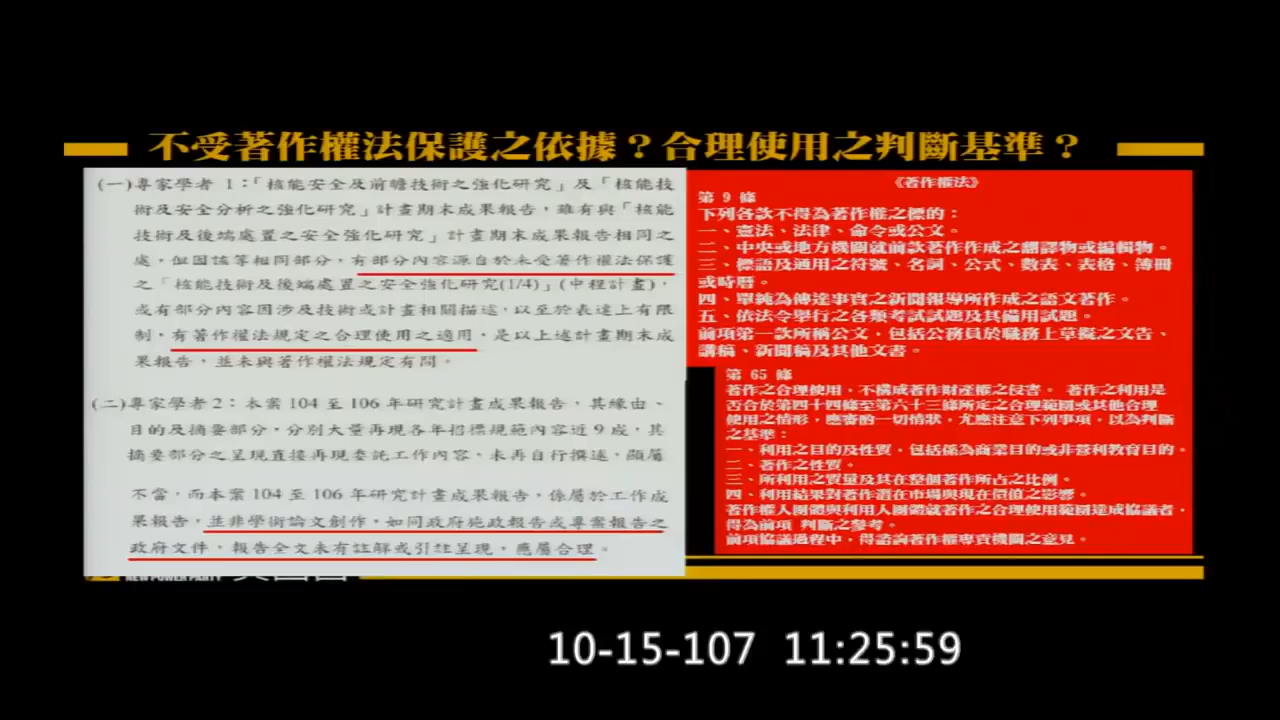 不受著作權法保護之依據？合理使用之判斷基準？
(一)專家學者 1：「核能安全及前瞻技術之強化研究」及「核能技
術及安全分析之強化研究」計畫期末成果報告，雖有與「核能
技術及後端處置之安全強化研究」計畫期末成果報告相同之
處，但因該等相同部分，有部分內容源自於未受著作權法保護
之「核能技術及後端處置之安全強化研究(1/4)」(中程計畫)，
或有部分內容因涉及技術或計畫相關描述，以至於表達上有限
制，有著作權法規定之合理使用之適用，是以上述計畫期末成
果報告，並未與著作權法規定有間。
(二)專家學者 2：本案 104 至 106 年研究計畫成果報告，其緣由、
目的及摘要部分，分別大量再現各年招標規範內容近 9 成，其
摘要部分之呈現直接再現委託工作內容，未再自行撰述，顯屬
不當，而本案 104 至 106 年研究計畫成果報告，係屬於工作成
果報告，並非學術論文創作，如同政府施政報告或專案報告之
政府文件，報告全文未有註解或引註呈現，應屬合理。
《著作權法》
第 9 條
下列各款不得為著作權之標的：
一、憲法、法律、命令或公文。
二、中央或地方機關就前款著作作成之翻譯物或編輯物。
三、標語及通用之符號、名詞、公式、數表、表格、簿冊
或時曆。
四、單純為傳達事實之新聞報導所作成之語文著作。
五、依法令舉行之各類考試試題及其備用試題。
前項第一款所稱公文，包括公務員於職務上草擬之文告、
講稿、新聞稿及其他文書。
第 65 條
著作之合理使用，不構成著作財產權之侵害。 著作之利用是
否合於第四十四條至第六十三條所定之合理範圍或其他合理
使用之情形，應審酌一切情狀，尤應注意下列事項，以為判斷
之基準：
一、利用之目的及性質，包括係為商業目的或非營利教育目的。
二、著作之性質。
三、所利用之質量及其在整個著作所占之比例。
四、利用結果對著作潛在市場與現在價值之影響。
著作權人團體與利用人團體就著作之合理使用範圍達成協議者，
得為前項 判斷之參考。
前項協議過程中，得諮詢著作權專責機關之意見。
NEW POWER PARTY
10-15-107 11:25:59